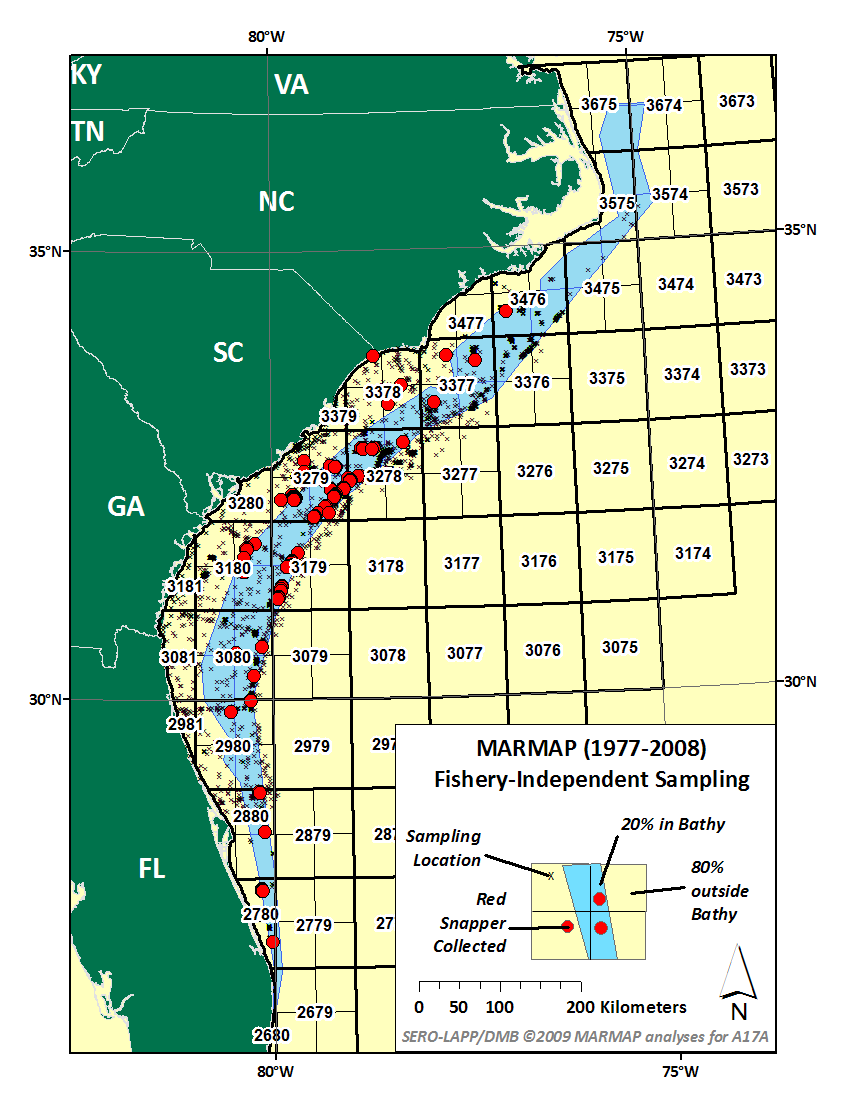 80°W 75°W
KY
VA
TN
3675 3674 3673
NC
3575 3574 3573
35°N 35°N
3476 3475 3474 3473
3477
SC
3378 3377 3376 3375 3374 3373
3379
3279 3278 3277 3276 3275 3274 3273
GA
3280
3181 3180 3179 3178 3177 3176 3175 3174
3081 3080 3079 3078 3077 3076 3075
30°N 30°N
2981
2980 2979 297
2880 2879 287
FL
2780 2779 277
2679
2680
MARMAP (1977-2008)
Fishery-Independent Sampling
Sampling
Location
20% in Bathy
80%
outside
Bathy
Red
Snapper
Collected
x
0 50 100 200 Kilometers
N
SERO-LAPP/DMB ©2009 MARMAP analyses for A17A
80°W 75°W